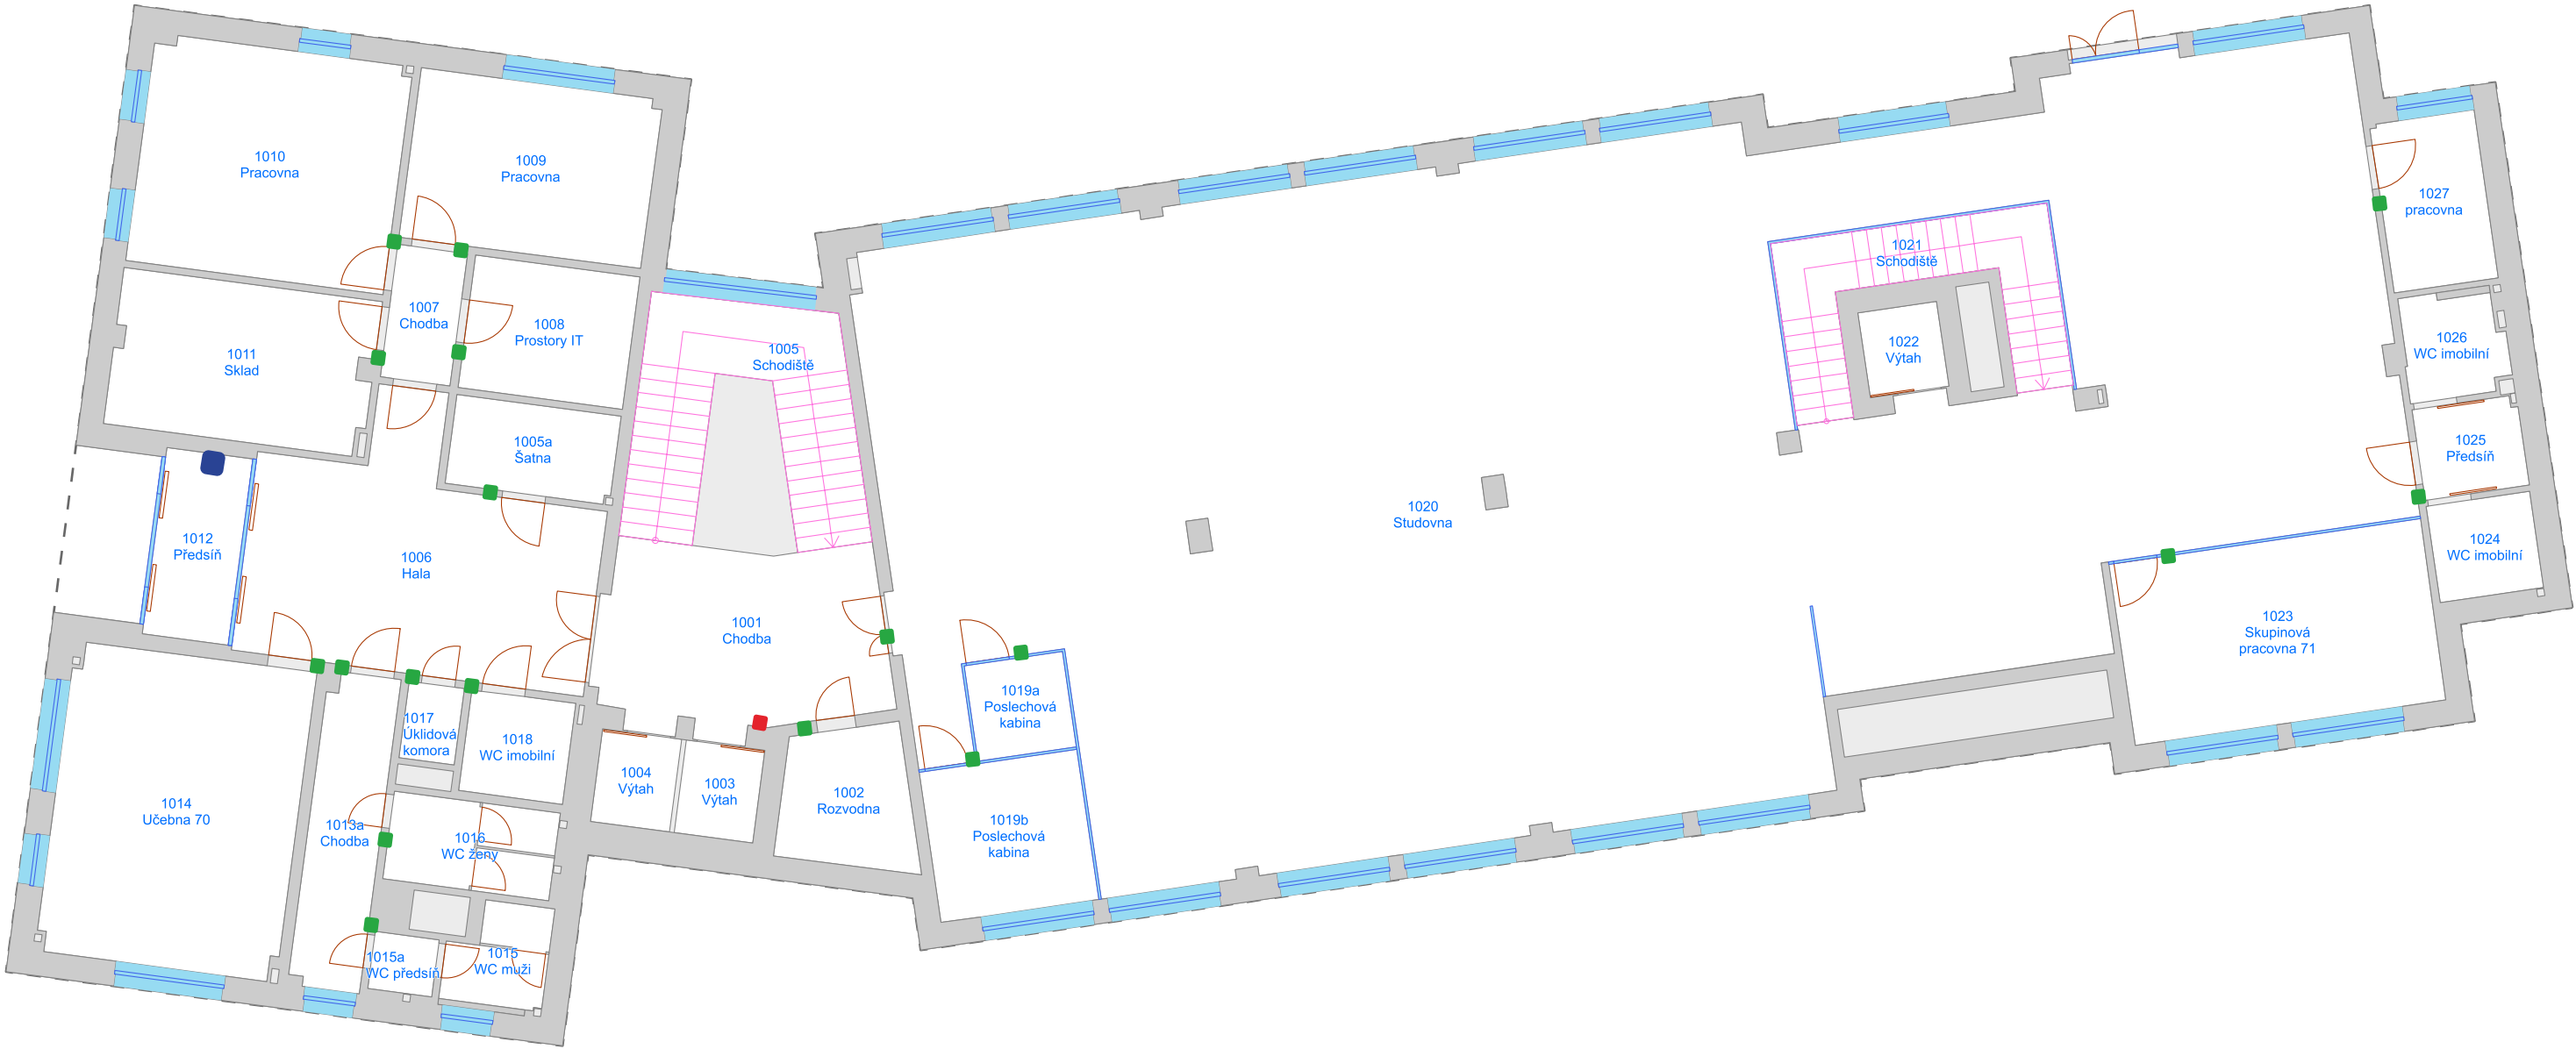 1010
Pracovna
1009
Pracovna
1027
pracovna
1021
Schodiště
1007
Chodba
1008
Prostory IT
1005
Schodiště
1022
Výtah
1026
WC imobilní
1011
Sklad
1005a
Šatna
1025
Předsíň
1020
Studovna
1012
Předsíň
1006
Hala
1024
WC imobilní
1001
Chodba
1023
Skupinová
pracovna 71
1019a
Poslechová
kabina
1017
Úklidová
komora
1018
WC imobilní
1004
Výtah
1003
Výtah
1002
Rozvodna
1014
Učebna 70
1013a
Chodba
1016
WC ženy
1019b
Poslechová
kabina
1015a
WC předsíň
1015
WC muži